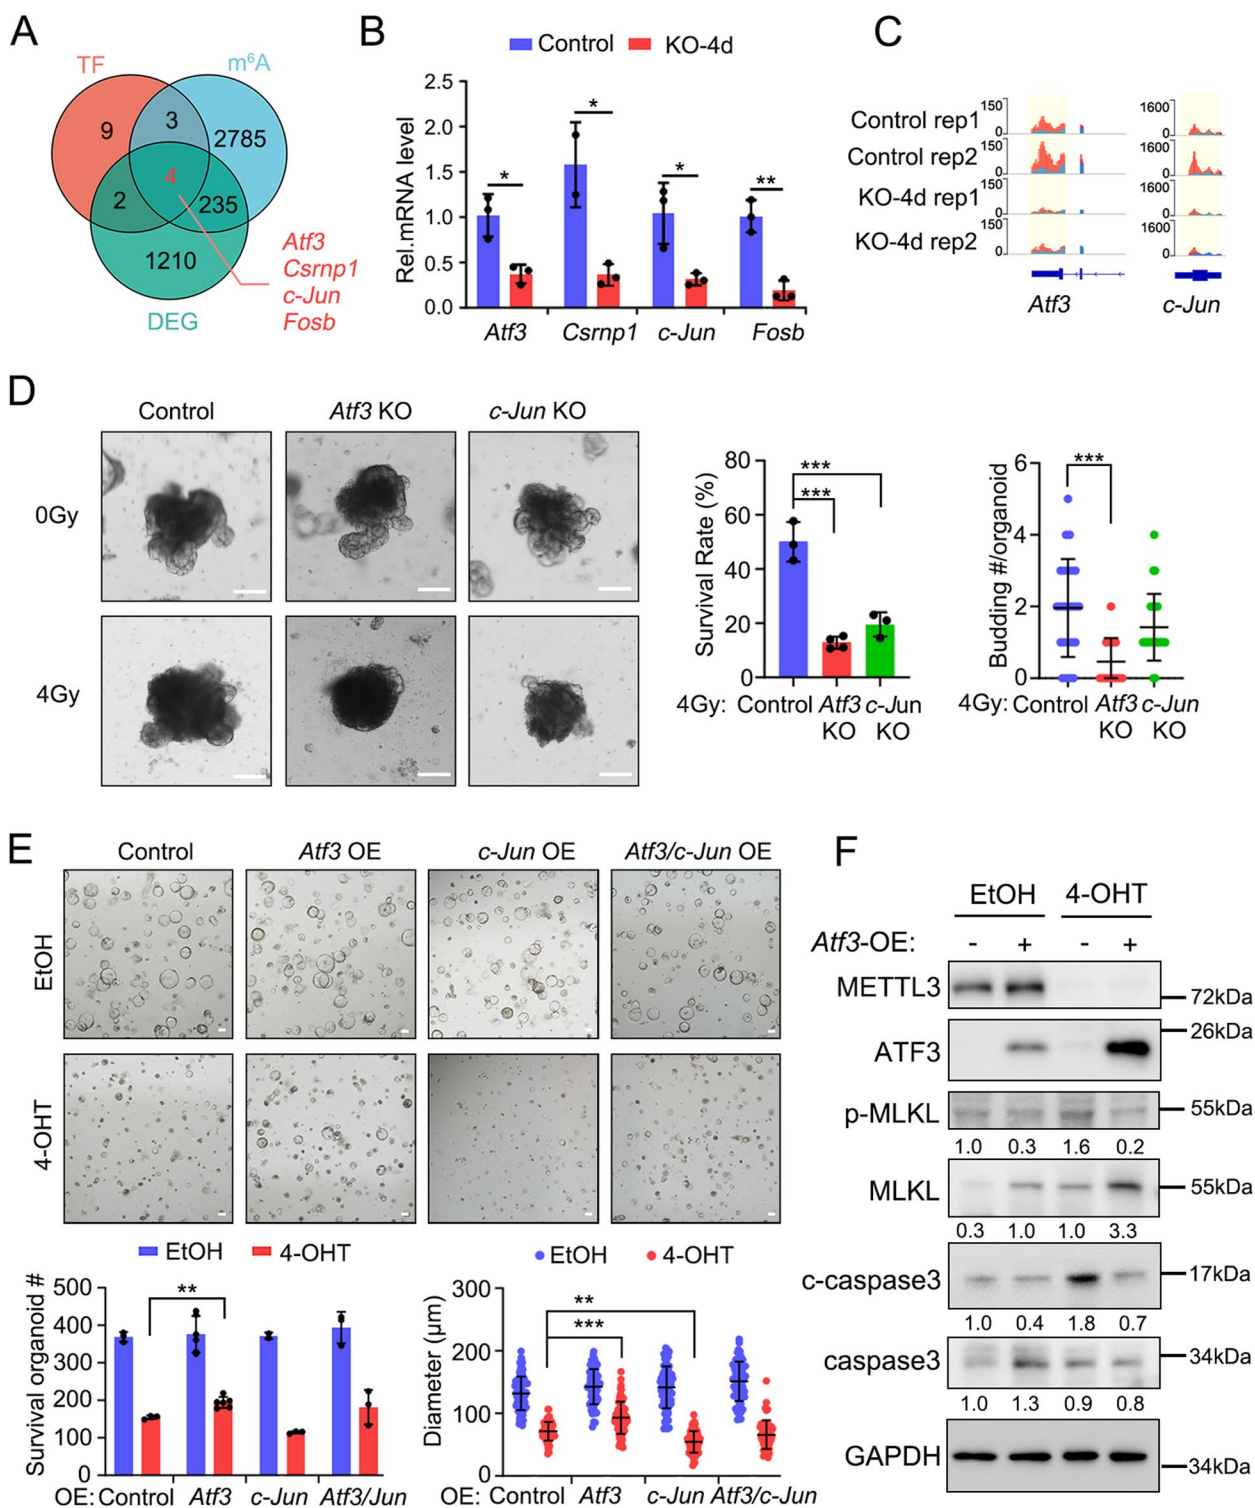 A
TF
m⁶A
9
3
2785
4
2
235
1210
DEG
Atf3
Csrnp1
c-Jun
Fosb
B
Control KO-4d
Rel.mRNA level
2.5
2.0
1.5
1.0
0.5
0.0
* * * **
Atf3 Csrnp1 c-Jun Fosb
C
Control rep1 150 0 1600 0
Control rep2 150 0 1600 0
KO-4d rep1 150 0 1600 0
KO-4d rep2 150 0 1600 0
Atf3 c-Jun
D
Control Atf3 KO c-Jun KO
0Gy
4Gy
Survival Rate (%)
80
60
40
20
0
***
***
4Gy: Control Atf3 KO c-Jun KO
Budding #/organoid
6
4
2
0
***
4Gy: Control Atf3 KO c-Jun KO
E
Control Atf3 OE c-Jun OE Atf3/c-Jun OE
EtOH
4-OHT
EtOH 4-OHT
Survival organoid #
500
400
300
200
100
0
**
OE: Control Atf3 c-Jun Atf3/Jun
EtOH 4-OHT
Diameter (μm)
300
200
100
0
**
***
OE: Control Atf3 c-Jun Atf3/c-Jun
F
EtOH 4-OHT
Atf3-OE: - + - +
METTL3 72kDa
ATF3 26kDa
p-MLKL 55kDa
1.0 0.3 1.6 0.2
MLKL 55kDa
0.3 1.0 1.0 3.3
c-caspase3 17kDa
1.0 0.4 1.8 0.7
caspase3 34kDa
1.0 1.3 0.9 0.8
GAPDH 34kDa